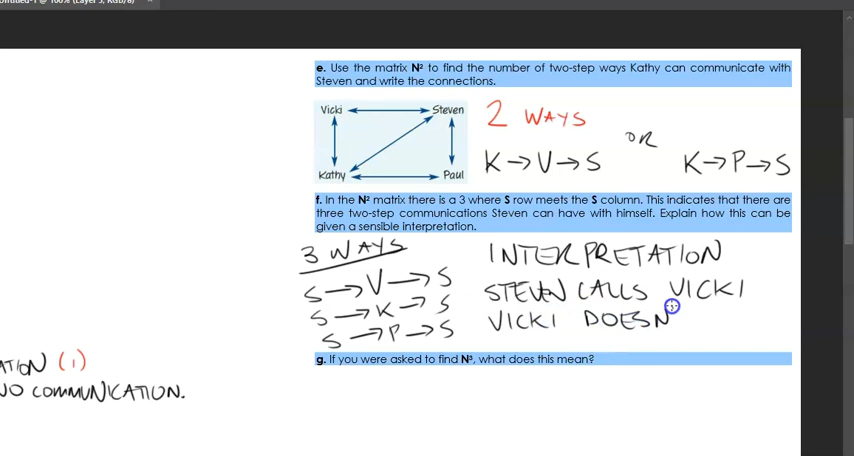 e. Use the matrix N² to find the number of two-step ways Kathy can communicate with
Steven and write the connections.
Vicki Steven
Kathy Paul
2 WAYS
K→V→S OR K→P→S
f. In the N² matrix there is a 3 where S row meets the S column. This indicates that there are
three two-step communications Steven can have with himself. Explain how this can be
given a sensible interpretation.
3 WAYS
S→V→S
S→K→S
S→P→S
INTERPRETATION
STEVEN CALLS VICKI
VICKI DOESN
g. If you were asked to find N³, what does this mean?
ATION (1)
NO COMMUNICATION.